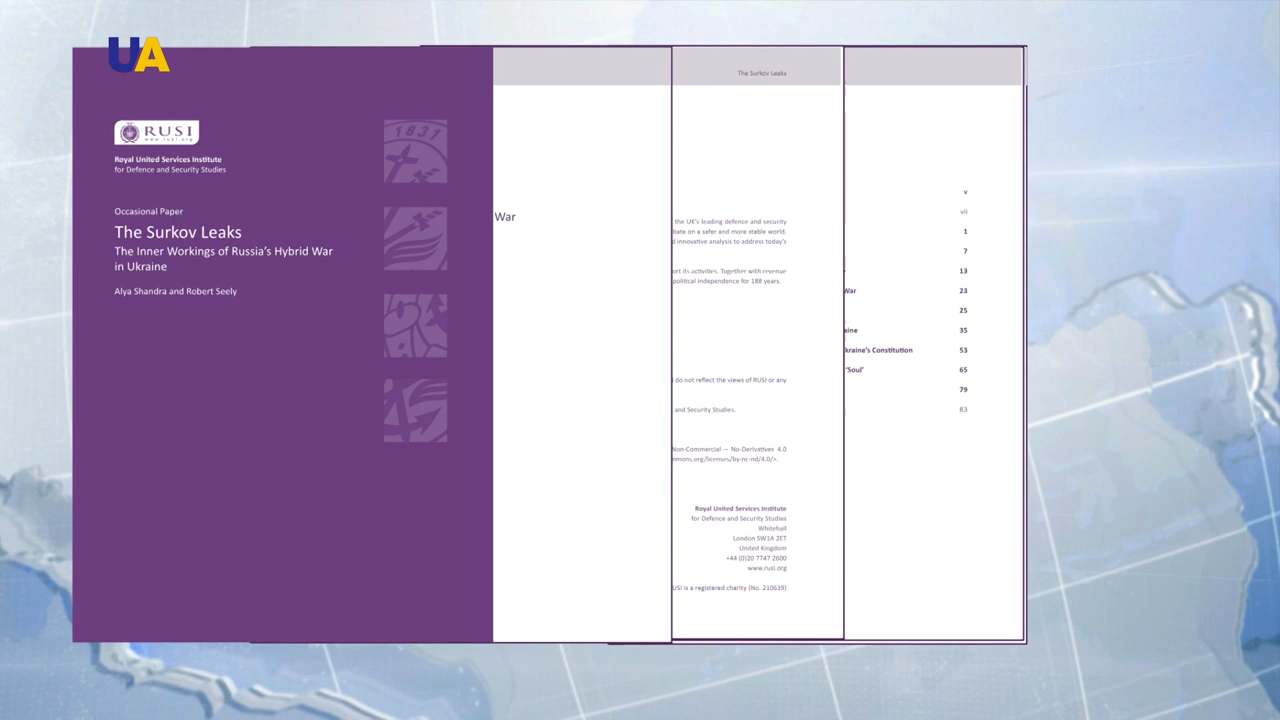 UA
RUSI
www.rusi.org
1831
Royal United Services Institute
for Defence and Security Studies
Occasional Paper
The Surkov Leaks
The Inner Workings of Russia's Hybrid War
in Ukraine
Alya Shandra and Robert Seely
War
The Surkov Leaks
the UK's leading defence and security
bate on a safer and more stable world.
d innovative analysis to address today's
ort its activities. Together with revenue
political independence for 188 years.
do not reflect the views of RUSI or any
and Security Studies.
Non-Commercial – No-Derivatives 4.0
mmons.org/licenses/by-nc-nd/4.0/>.
Royal United Services Institute
for Defence and Security Studies
Whitehall
London SW1A 2ET
United Kingdom
+44 (0)20 7747 2600
www.rusi.org
USI is a registered charity (No. 210639)
v
vii
1
7
13
War 23
25
aine 35
kraine's Constitution 53
'Soul' 65
79
83